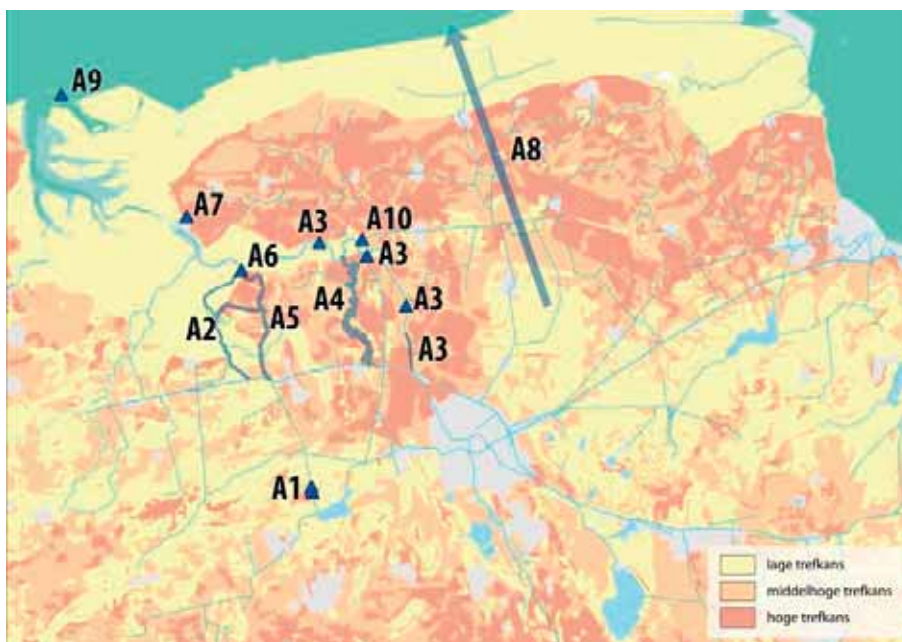 A9
A8
A7
A3
A10
A3
A6
A3
A4
A2
A5
A3
A1
lage trefkans
middelhoge trefkans
hoge trefkans